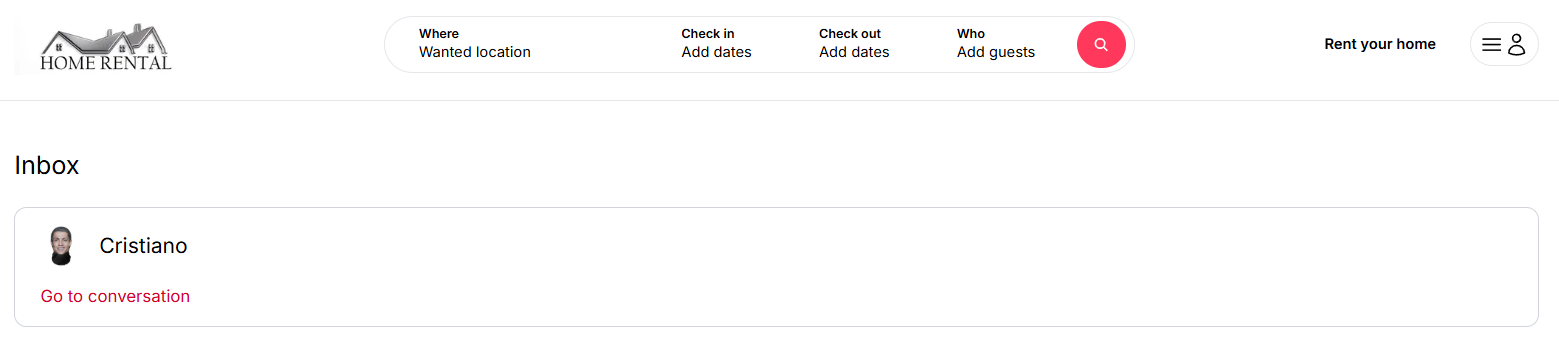 HOME RENTAL
Where
Wanted location
Check in
Add dates
Check out
Add dates
Who
Add guests
Rent your home
Inbox
Cristiano
Go to conversation